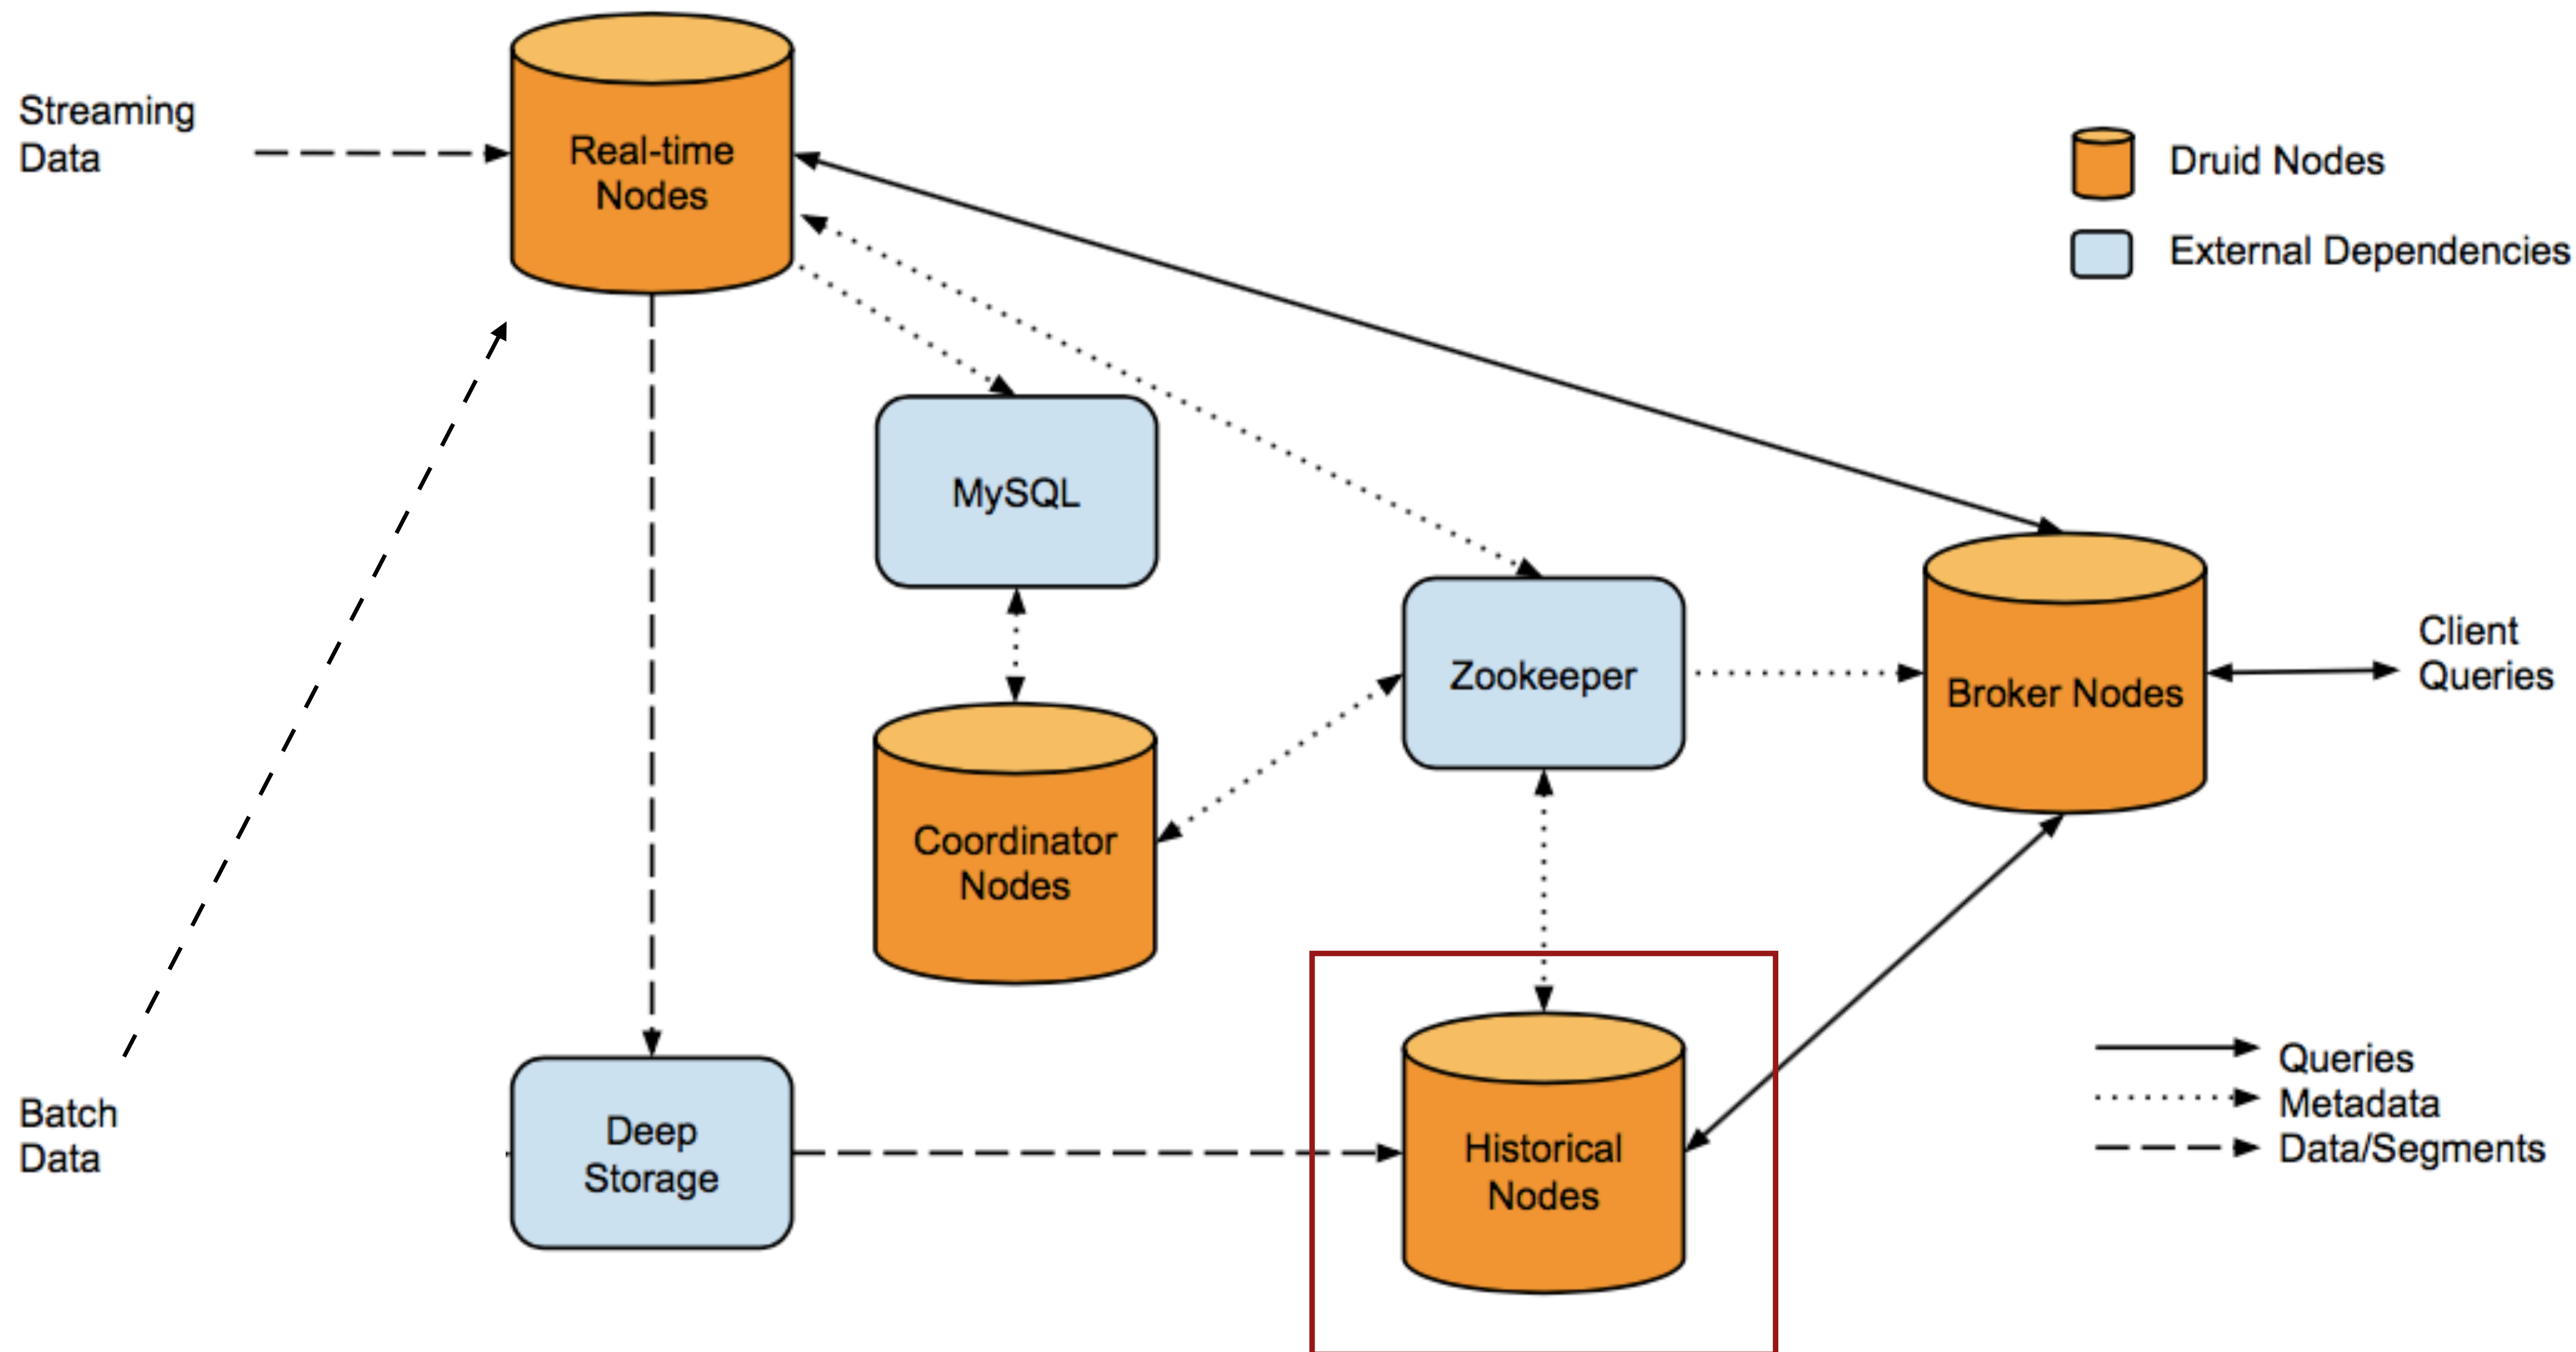 Streaming
Data
Real-time
Nodes
Druid Nodes
External Dependencies
MySQL
Zookeeper
Broker Nodes
Client
Queries
Coordinator
Nodes
Batch
Data
Deep
Storage
Historical
Nodes
Queries
Metadata
Data/Segments